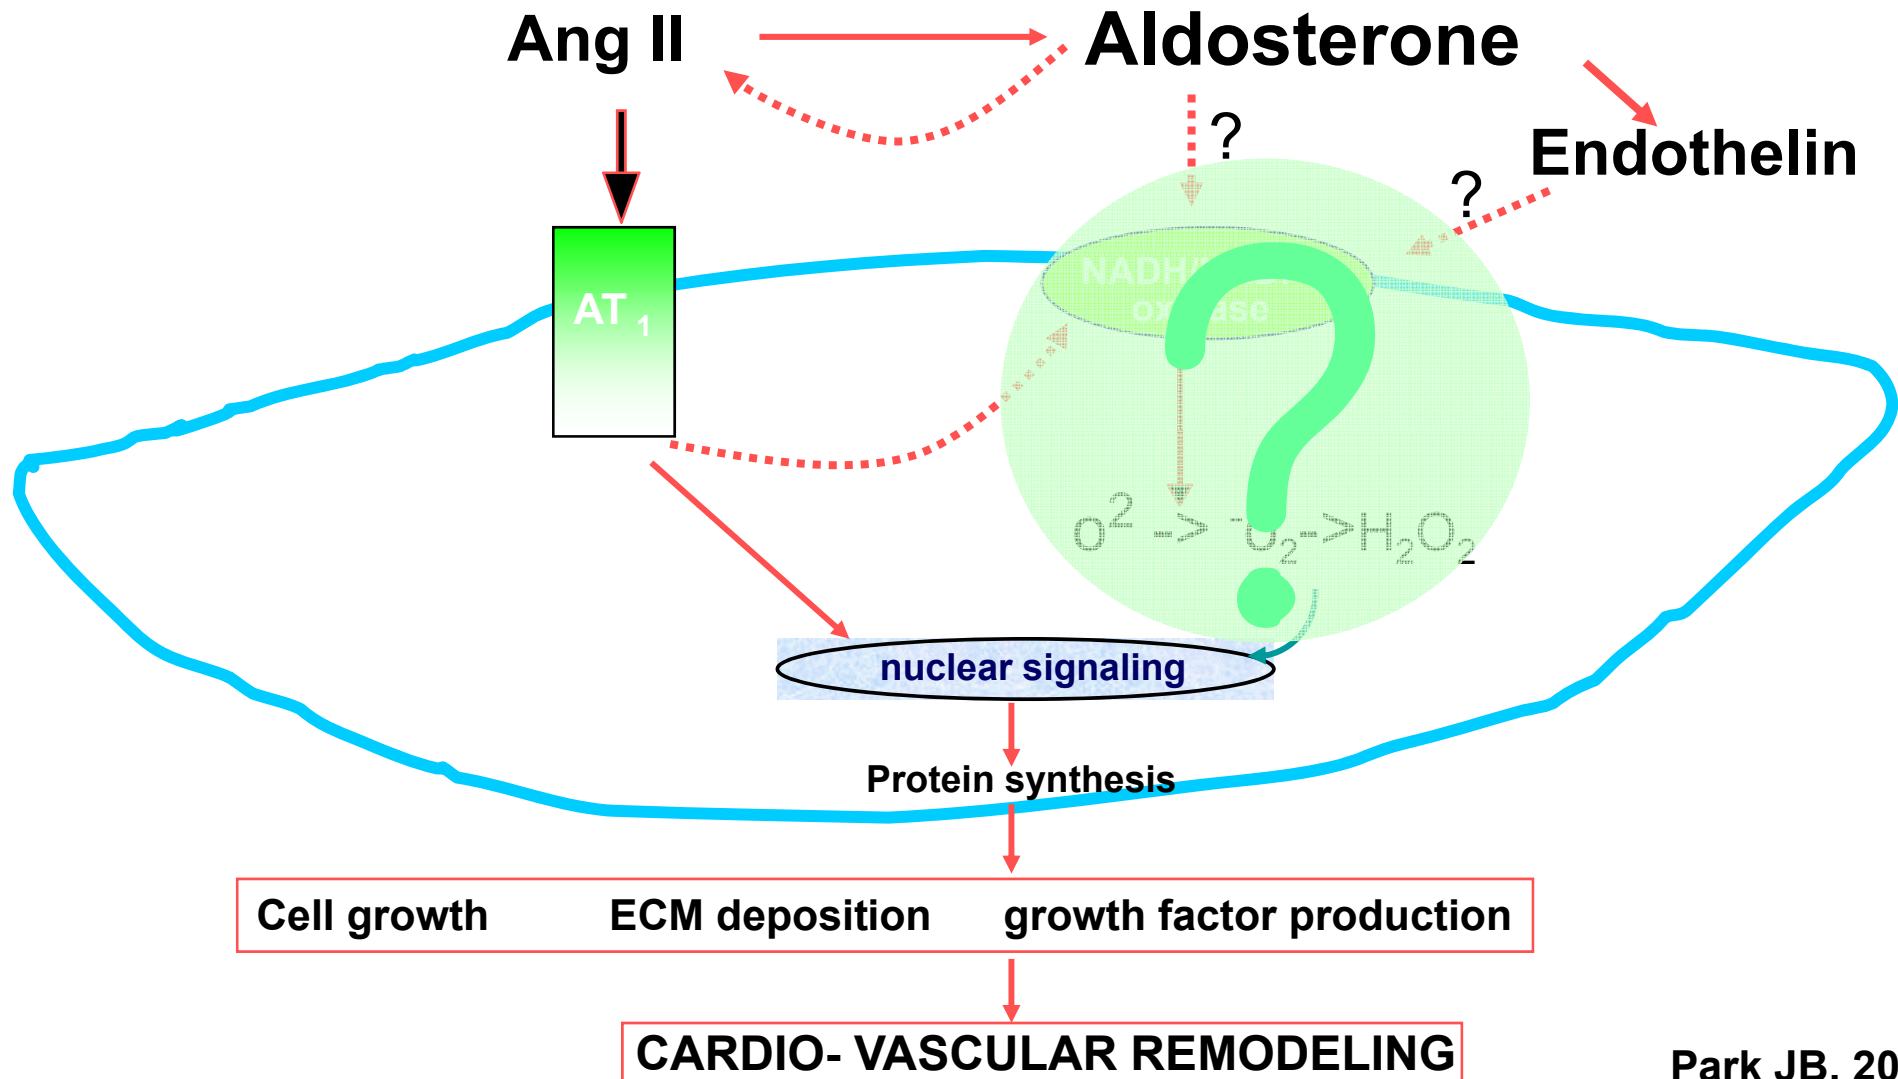 Ang II
Aldosterone
?
Endothelin
?
AT 1
?
O2 -> -O2->H2O2
nuclear signaling
Protein synthesis
Cell growth ECM deposition growth factor production
CARDIO- VASCULAR REMODELING
Park JB. 20